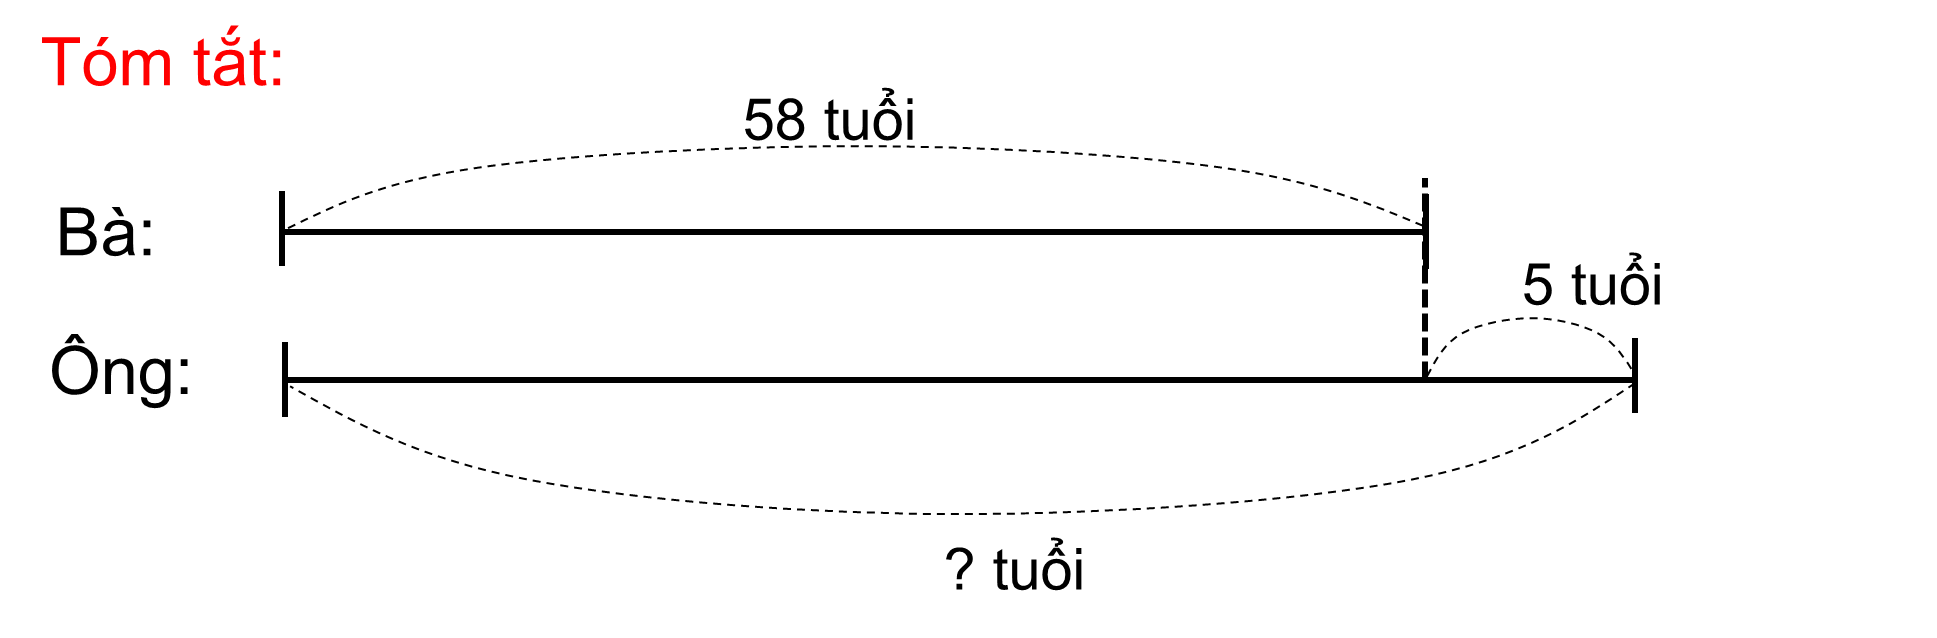 Tóm tắt:
58 tuổi
Bà:
5 tuổi
Ông:
? tuổi